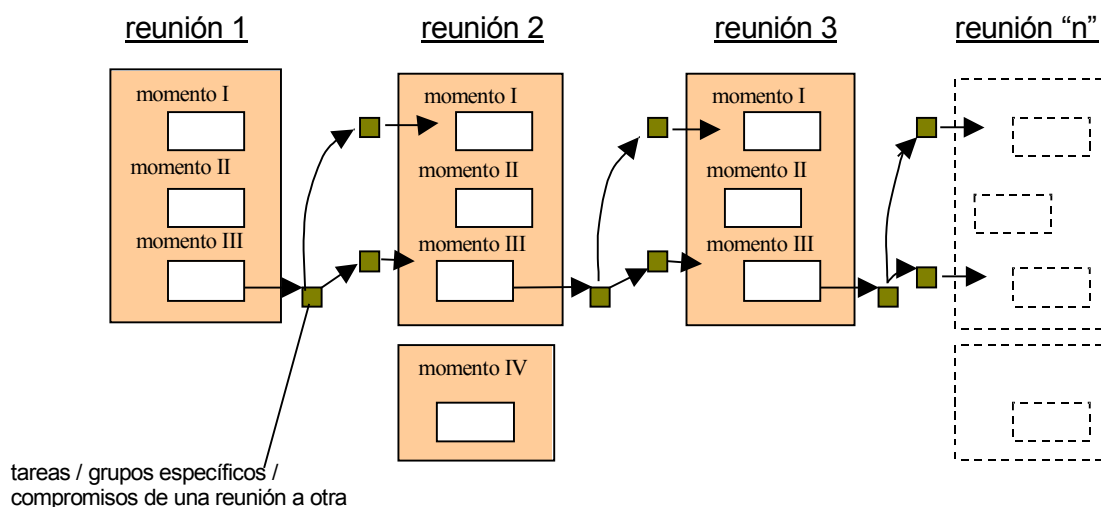 reunión 1
reunión 2
reunión 3
reunión “n”
momento I
momento II
momento III
momento I
momento II
momento III
momento IV
momento I
momento II
momento III
tareas / grupos específicos /
compromisos de una reunión a otra